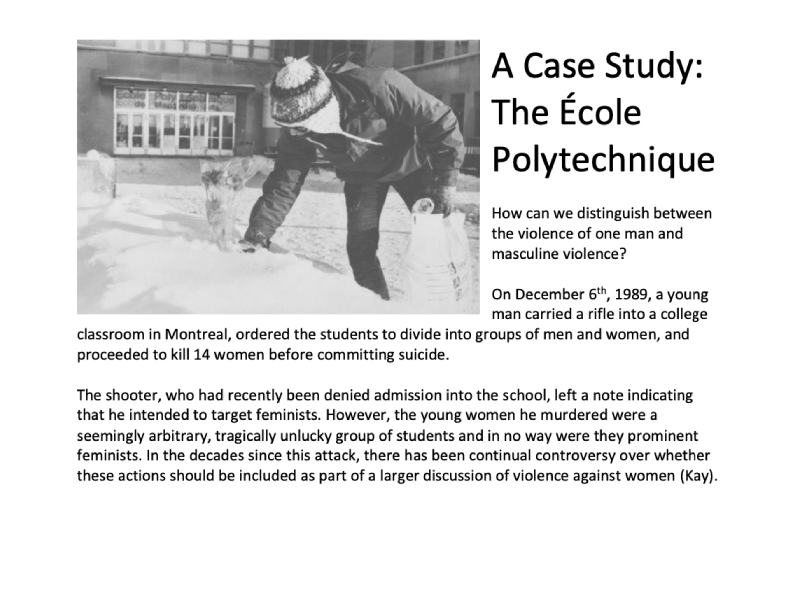 A Case Study:
The École
Polytechnique
How can we distinguish between
the violence of one man and
masculine violence?
On December 6th, 1989, a young
man carried a rifle into a college
classroom in Montreal, ordered the students to divide into groups of men and women, and
proceeded to kill 14 women before committing suicide.
The shooter, who had recently been denied admission into the school, left a note indicating
that he intended to target feminists. However, the young women he murdered were a
seemingly arbitrary, tragically unlucky group of students and in no way were they prominent
feminists. In the decades since this attack, there has been continual controversy over whether
these actions should be included as part of a larger discussion of violence against women (Kay).